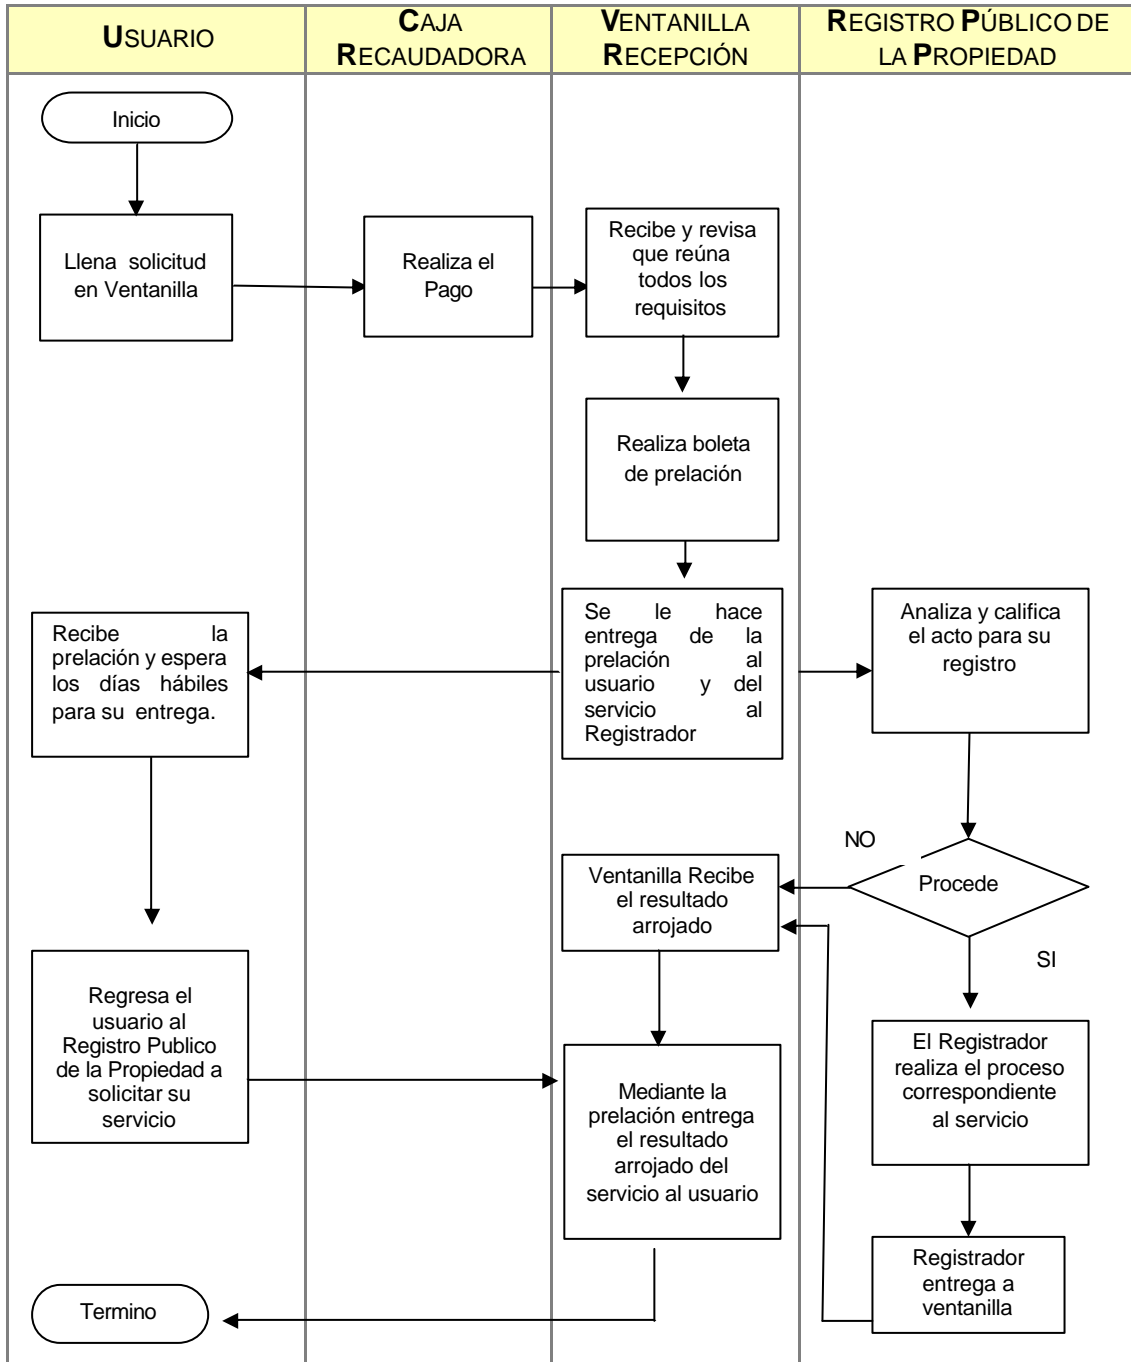 USUARIO
CAJA
RECAUDADORA
VENTANILLA
RECEPCIÓN
REGISTRO PÚBLICO DE
LA PROPIEDAD
Inicio
Llena solicitud
en Ventanilla
Realiza el
Pago
Recibe y revisa
que reúna
todos los
requisitos
Realiza boleta
de prelación
Se le hace
entrega de la
prelación al
usuario y del
servicio al
Registrador
Recibe la
prelación y espera
los días hábiles
para su entrega.
Analiza y califica
el acto para su
registro
NO
Procede
SI
Ventanilla Recibe
el resultado
arrojado
Regresa el
usuario al
Registro Publico
de la Propiedad a
solicitar su
servicio
El Registrador
realiza el proceso
correspondiente
al servicio
Mediante la
prelación entrega
el resultado
arrojado del
servicio al usuario
Registrador
entrega a
ventanilla
Termino